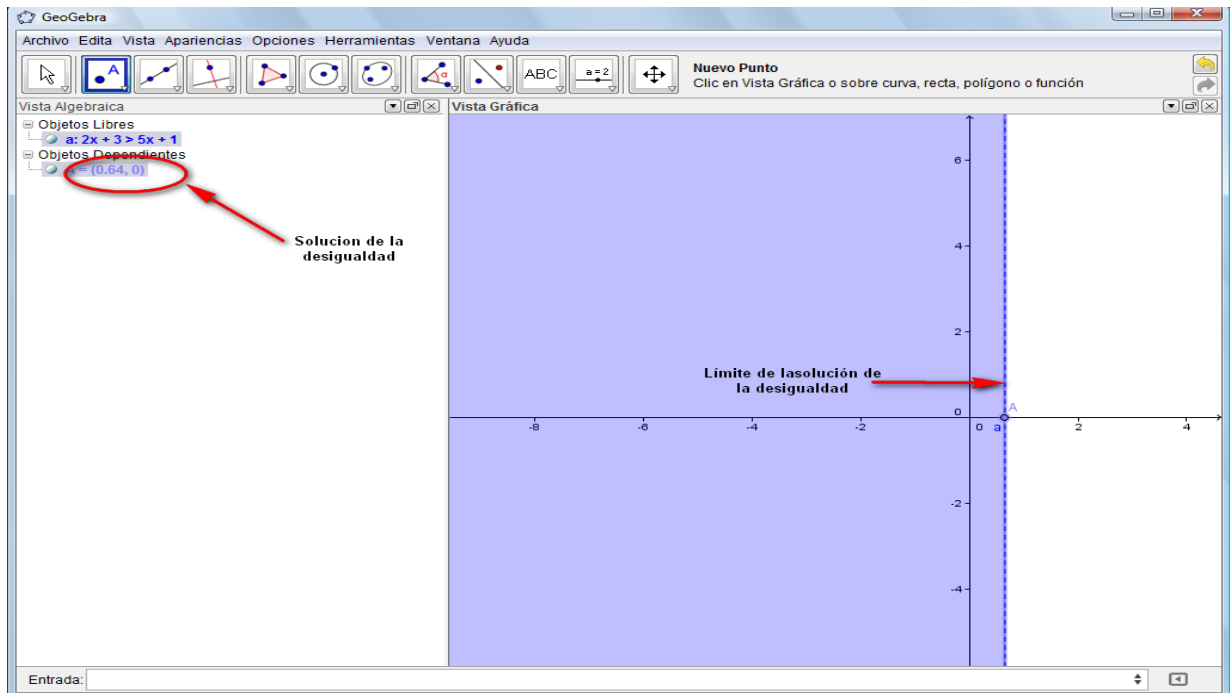 GeoGebra
Archivo Edita Vista Apariencias Opciones Herramientas Ventana Ayuda
A
ABC
a=2
Nuevo Punto
Clic en Vista Gráfica o sobre curva, recta, polígono o función
Vista Algebraica
Vista Gráfica
Objetos Libres
a: 2x + 3 > 5x + 1
Objetos Dependientes
A = (0.64, 0)
Solucion de la
desigualdad
6
4
2
Límite de lasolución de
la desigualdad
0
A
-8 -6 -4 -2 0 a 2 4
-2
-4
Entrada: